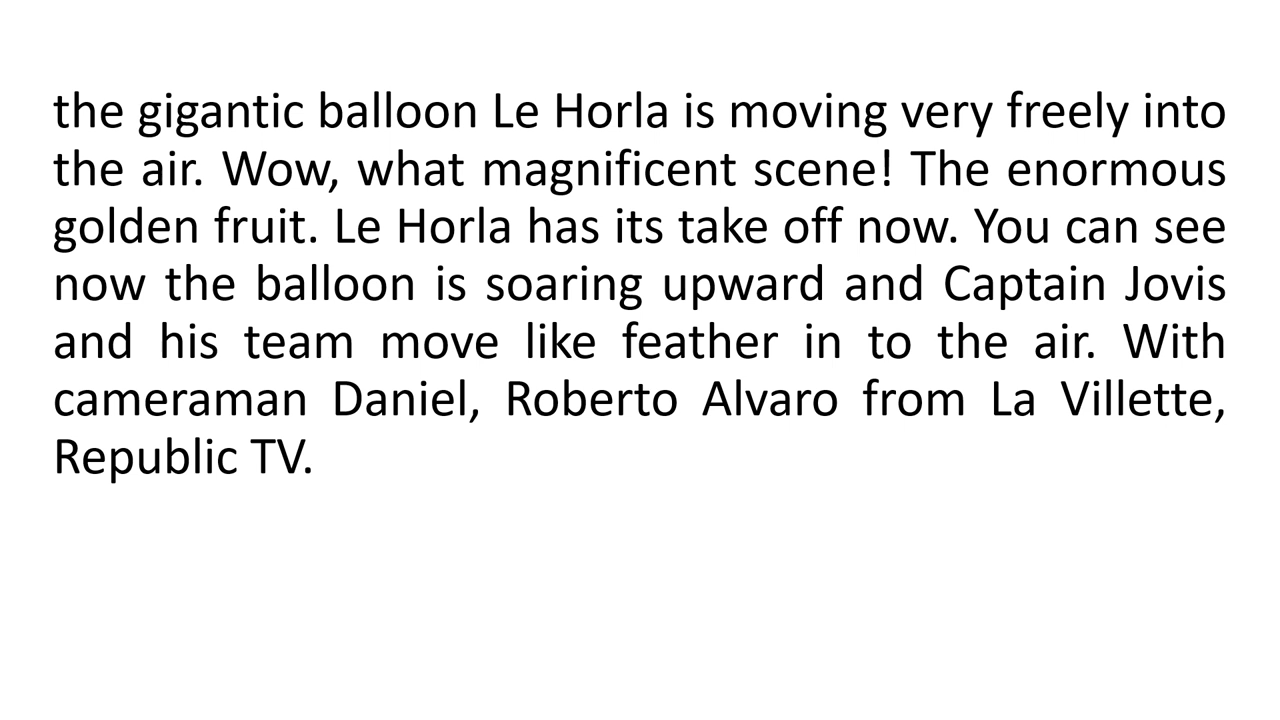 the gigantic balloon Le Horla is moving very freely into
the air. Wow, what magnificent scene! The enormous
golden fruit. Le Horla has its take off now. You can see
now the balloon is soaring upward and Captain Jovis
and his team move like feather in to the air. With
cameraman Daniel, Roberto Alvaro from La Villette,
Republic TV.